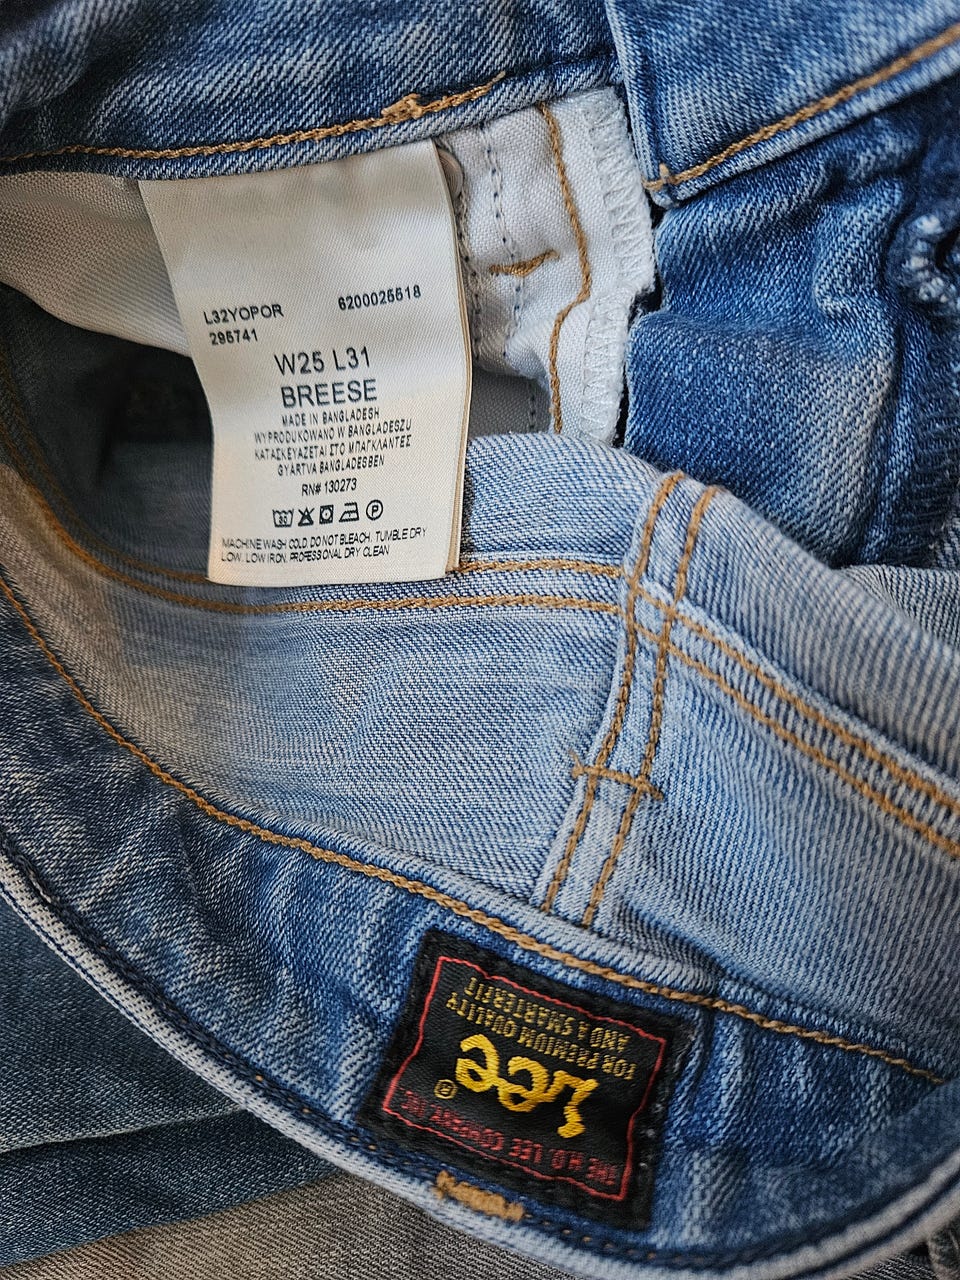 L32YOPOR 6200025518
295741
W25 L31
BREESE
MADE IN BANGLADESH
WYPRODUKOWANO W BANGLADESZU
ΚΑΤΑΣΚΕΥΑΖΕΤΑΙ ΣΤΟ ΜΠΑΓΚΛΑΝΤΕΣ
GYÁRTVA BANGLADESBEN
RN# 130273
30 P
MACHINE WASH COLD. DO NOT BLEACH. TUMBLE DRY
LOW. LOW IRON. PROFESSIONAL DRY CLEAN
THE H.D. LEE COMPANY, INC.
Lee®
FOR PREMIUM QUALITY
AND A SMARTER FIT